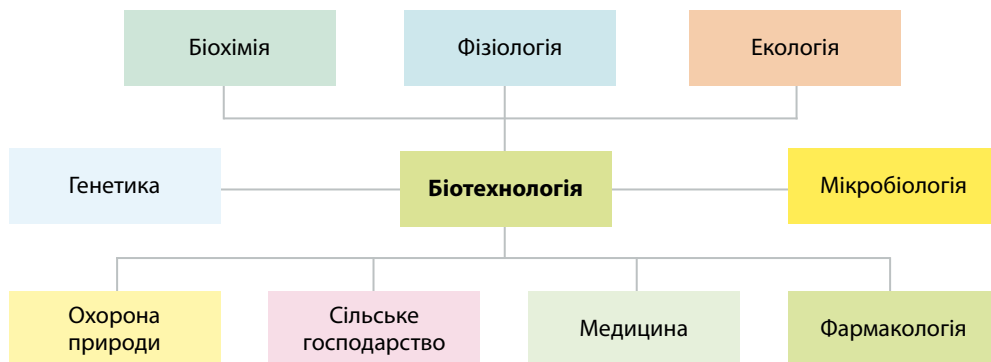 Біохімія
Фізіологія
Екологія
Генетика
Біотехнологія
Мікробіологія
Охорона
природи
Сільське
господарство
Медицина
Фармакологія